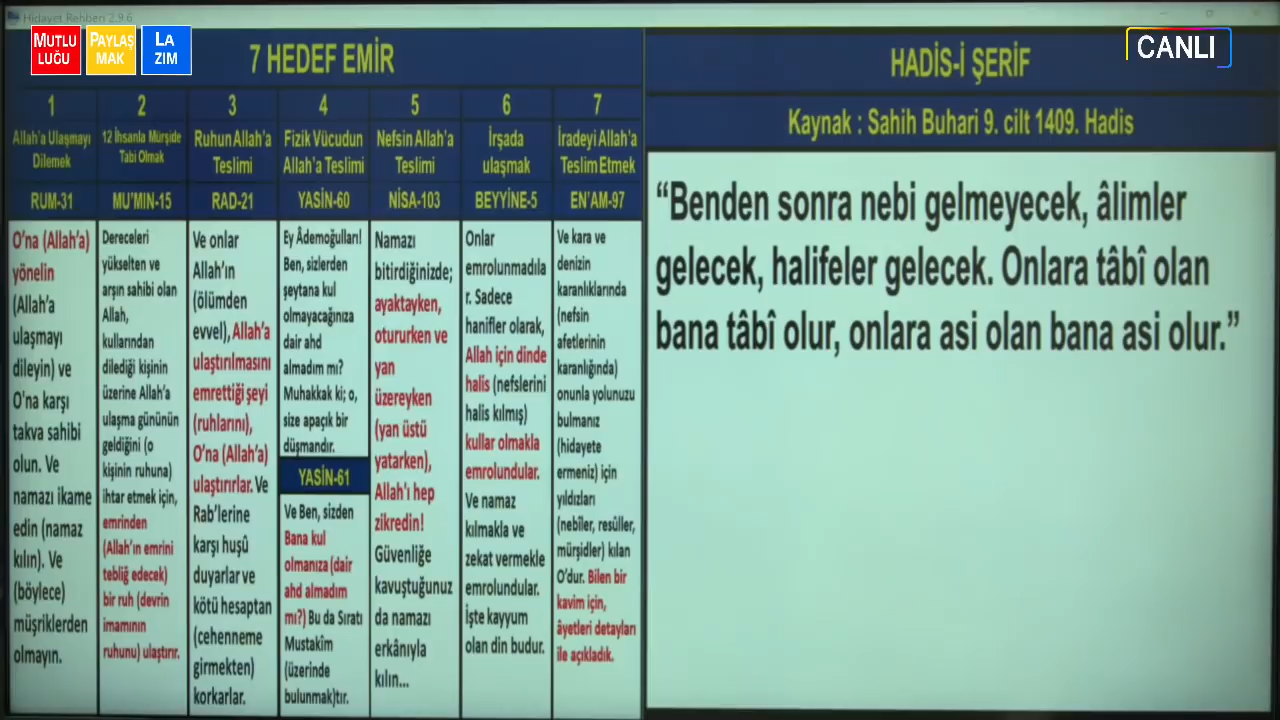 Hidayet Rehberi 2.9.6
MUTLU
LUĞU
PAYLAŞ
MAK
LA
ZIM
7 HEDEF EMİR
1
Allah'a Ulaşmayı
Dilemek
RUM-31
O'na (Allah'a)
yönelin
(Allah'a
ulaşmayı
dileyin) ve
O'na karşı
takva sahibi
olun. Ve
namazı ikame
edin (namaz
kılın). Ve
(böylece)
müşriklerden
olmayın.
2
12 İhsanla Mürşide
Tabi Olmak
MU'MIN-15
Dereceleri
yükselten ve
arşın sahibi olan
Allah,
kullarından
dilediği kişinin
üzerine Allah'a
ulaşma gününün
geldiğini (o
kişinin ruhuna)
ihtar etmek için,
emrinden
(Allah'ın emrini
tebliğ edecek)
bir ruh (devrin
imamının
ruhunu) ulaştırır.
3
Ruhun Allah'a
Teslimi
RAD-21
Ve onlar
Allah'ın
(ölümden
evvel), Allah'a
ulaştırılmasını
emrettiği şeyi
(ruhlarını),
O'na (Allah'a)
ulaştırırlar. Ve
Rab'lerine
karşı huşû
duyarlar ve
kötü hesaptan
(cehenneme
girmekten)
korkarlar.
4
Fizik Vücudun
Allah'a Teslimi
YASİN-60
Ey Âdemoğulları!
Ben, sizlerden
şeytana kul
olmayacağınıza
dair ahd
almadım mı?
Muhakkak ki; o,
size apaçık bir
düşmandır.
YASİN-61
Ve Ben, sizden
Bana kul
olmanıza (dair
ahd almadım
mı?) Bu da Sıratı
Mustakîm
(üzerinde
bulunmak)tır.
5
Nefsin Allah'a
Teslimi
NİSA-103
Namazı
bitirdiğinizde;
ayaktayken,
otururken ve
yan
üzereyken
(yan üstü
yatarken),
Allah'ı hep
zikredin!
Güvenliğe
kavuştuğunuz
da namazı
erkânıyla
kılın...
6
İrşada
ulaşmak
BEYYİNE-5
Onlar
emrolunmadıla
r. Sadece
hanifler olarak,
Allah için dinde
halis (nefslerini
halis kılmış)
kullar olmakla
emrolundular.
Ve namaz
kılmakla ve
zekat vermekle
emrolundular.
İşte kayyum
olan din budur.
7
İradeyi Allah'a
Teslim Etmek
EN'AM-97
Ve kara ve
denizin
karanlıklarında
(nefsin
afetlerinin
karanlığında)
onunla yolunuzu
bulmanız
(hidayete
ermeniz) için
yıldızları
(nebîler, resûller,
mürşidler) kılan
O'dur. Bilen bir
kavim için,
âyetleri detayları
ile açıkladık.
CANLI
HADİS-İ ŞERİF
Kaynak : Sahih Buhari 9. cilt 1409. Hadis
“Benden sonra nebi gelmeyecek, âlimler
gelecek, halifeler gelecek. Onlara tâbî olan
bana tâbî olur, onlara asi olan bana asi olur.”